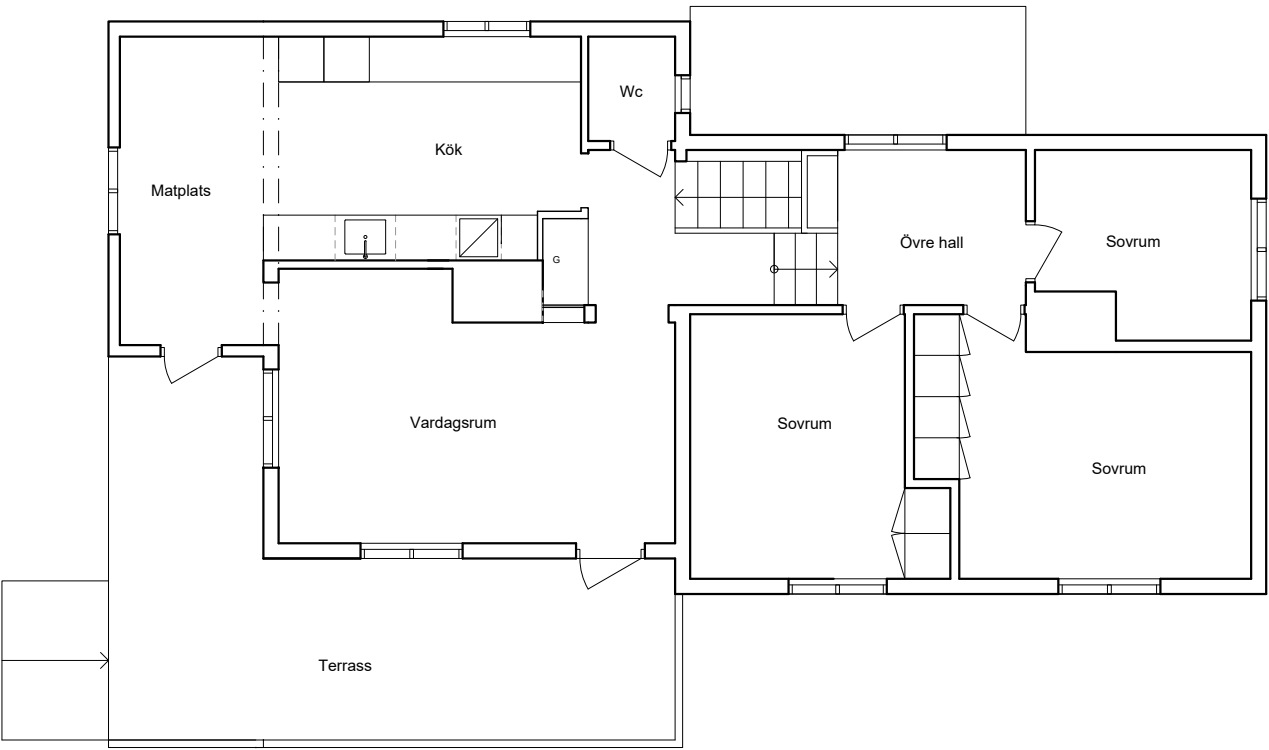 Wc
Kök
Matplats
Övre hall
Sovrum
G
Vardagsrum
Sovrum
Sovrum
Terrass